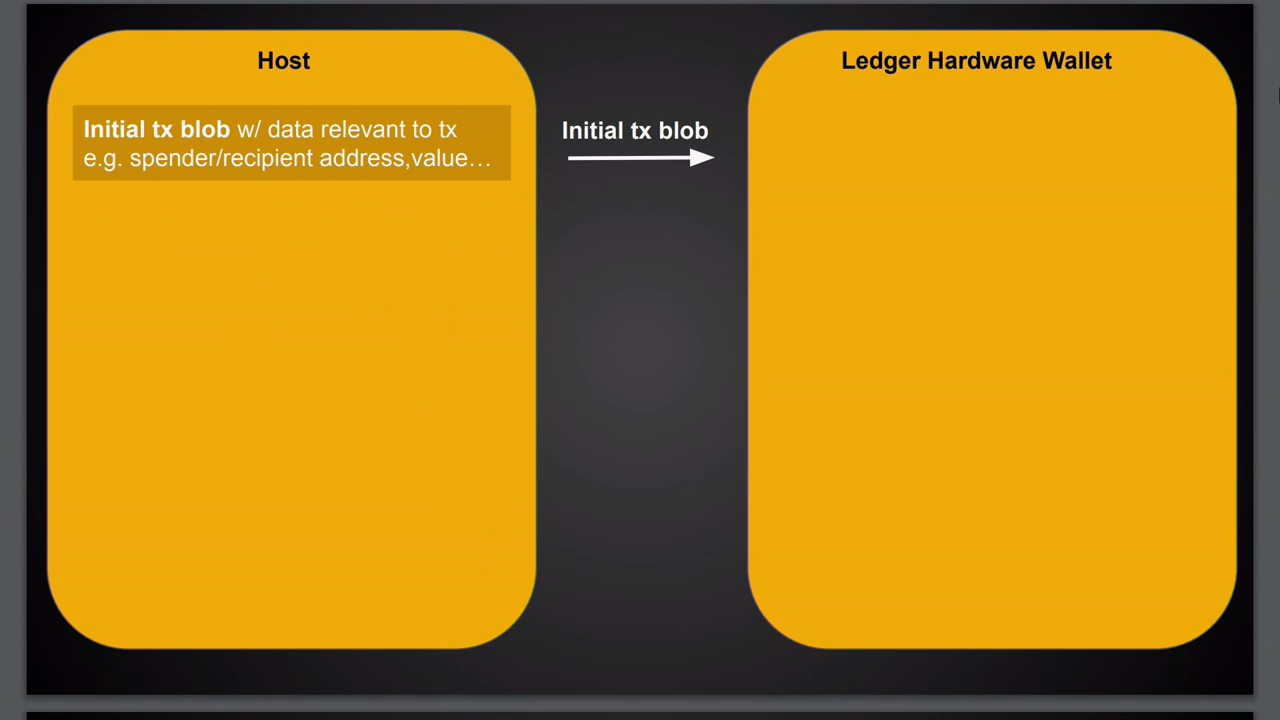 Host
Initial tx blob w/ data relevant to tx
e.g. spender/recipient address,value…
Initial tx blob
Ledger Hardware Wallet